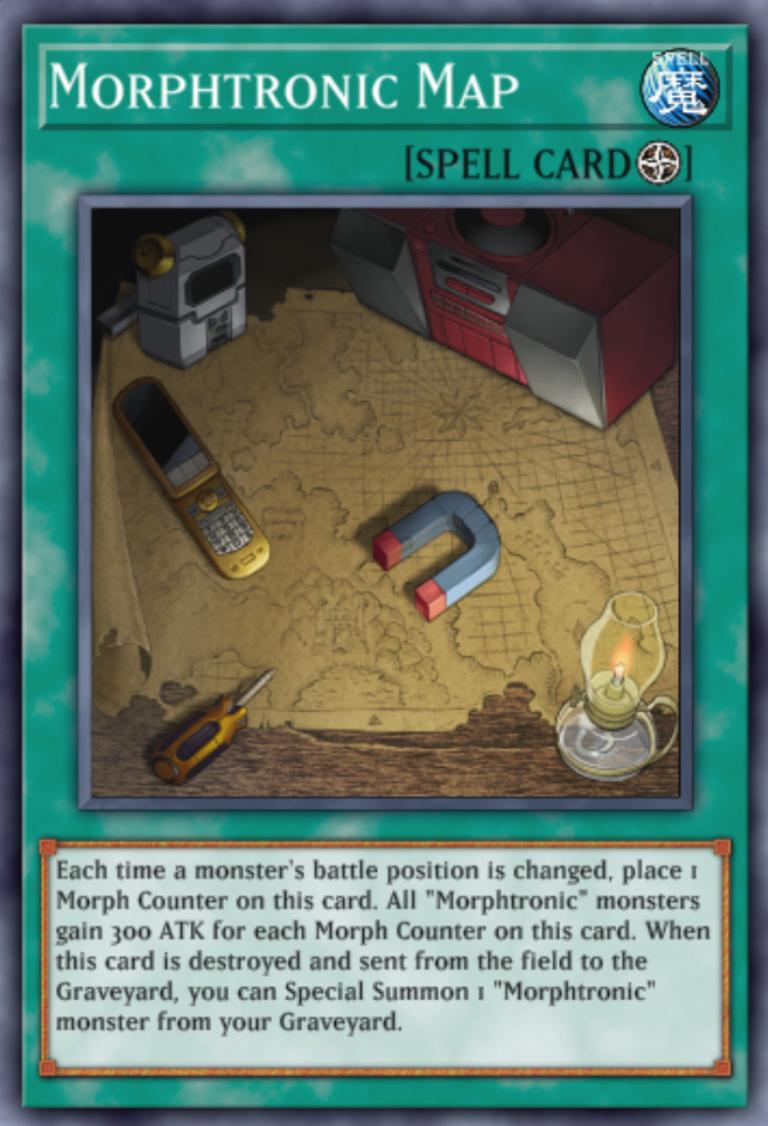 Morphtronic Map
SPELL
魔
[SPELL CARD]
Each time a monster's battle position is changed, place 1
Morph Counter on this card. All "Morphtronic" monsters
gain 300 ATK for each Morph Counter on this card. When
this card is destroyed and sent from the field to the
Graveyard, you can Special Summon 1 "Morphtronic"
monster from your Graveyard.